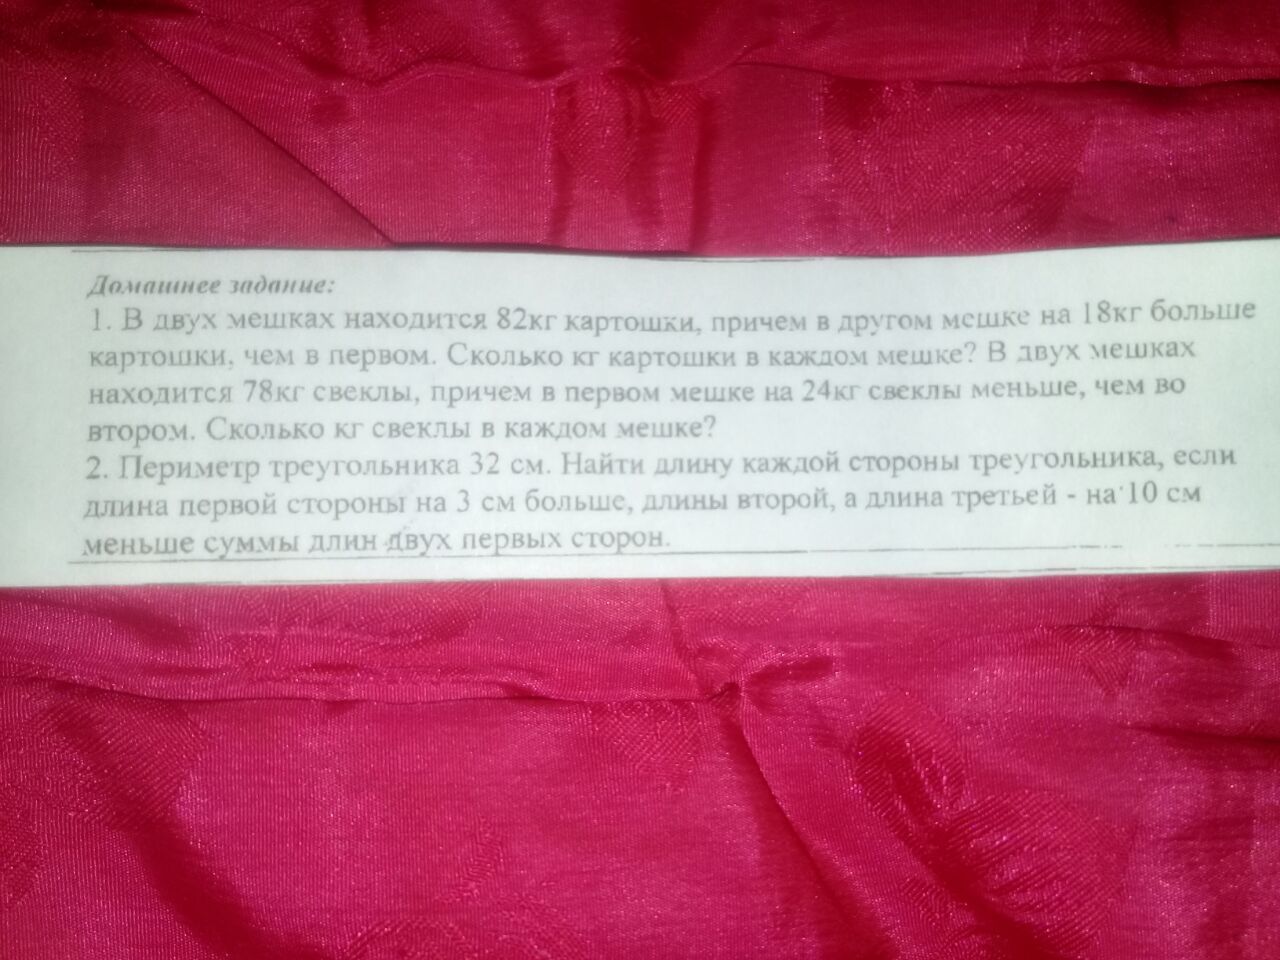 Домашнее задание:
1. В двух мешках находится 82кг картошки, причем в другом мешке на 18кг больше
картошки, чем в первом. Сколько кг картошки в каждом мешке? В двух мешках
находится 78кг свеклы, причем в первом мешке на 24кг свеклы меньше, чем во
втором. Сколько кг свеклы в каждом мешке?
2. Периметр треугольника 32 см. Найти длину каждой стороны треугольника, если
длина первой стороны на 3 см больше, длины второй, а длина третьей - на 10 см
меньше суммы длин двух первых сторон.